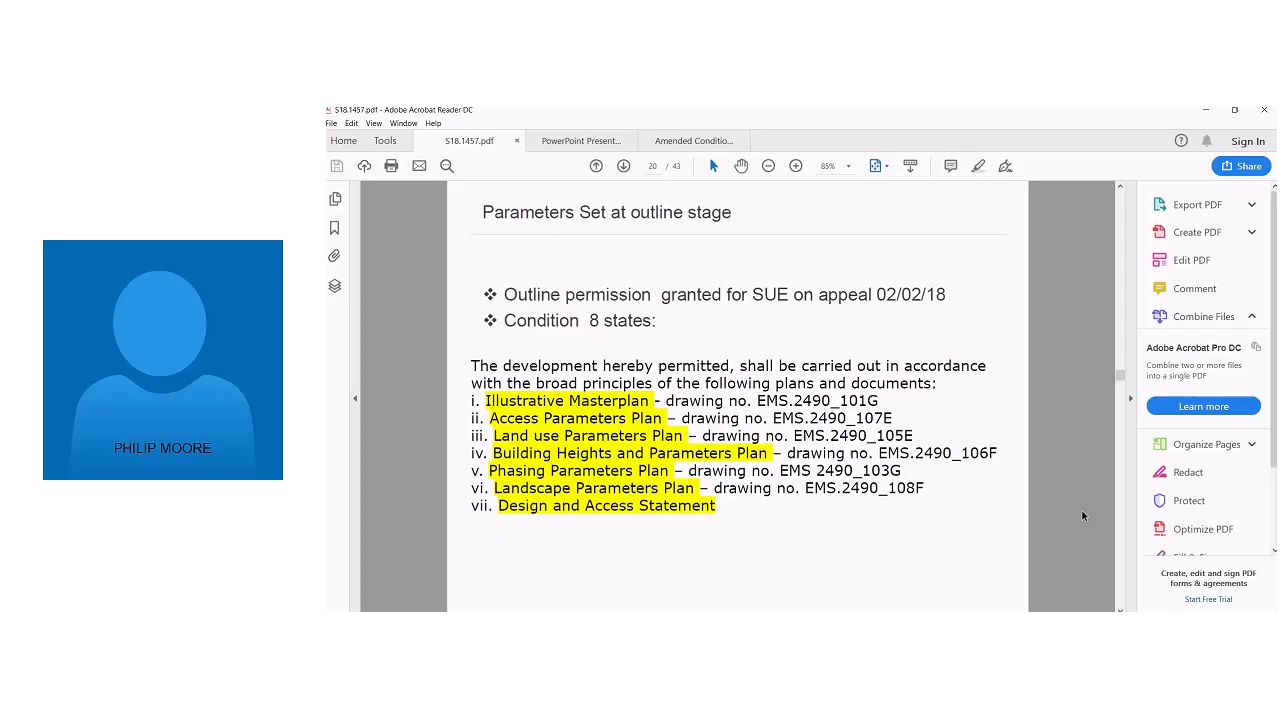 S18.1457.pdf - Adobe Acrobat Reader DC
File Edit View Window Help
Home Tools S18.1457.pdf × PowerPoint Present... Amended Conditio... Sign In
20 / 43 85% Share
Parameters Set at outline stage
❖ Outline permission granted for SUE on appeal 02/02/18
❖ Condition 8 states:
The development hereby permitted, shall be carried out in accordance
with the broad principles of the following plans and documents:
i. Illustrative Masterplan - drawing no. EMS.2490_101G
ii. Access Parameters Plan – drawing no. EMS.2490_107E
iii. Land use Parameters Plan – drawing no. EMS.2490_105E
iv. Building Heights and Parameters Plan – drawing no. EMS.2490_106F
v. Phasing Parameters Plan – drawing no. EMS 2490_103G
vi. Landscape Parameters Plan – drawing no. EMS.2490_108F
vii. Design and Access Statement
PHILIP MOORE
Export PDF
Create PDF
Edit PDF
Comment
Combine Files
Adobe Acrobat Pro DC
Combine two or more files
into a single PDF
Learn more
Organize Pages
Redact
Protect
Optimize PDF
Create, edit and sign PDF
forms & agreements
Start Free Trial